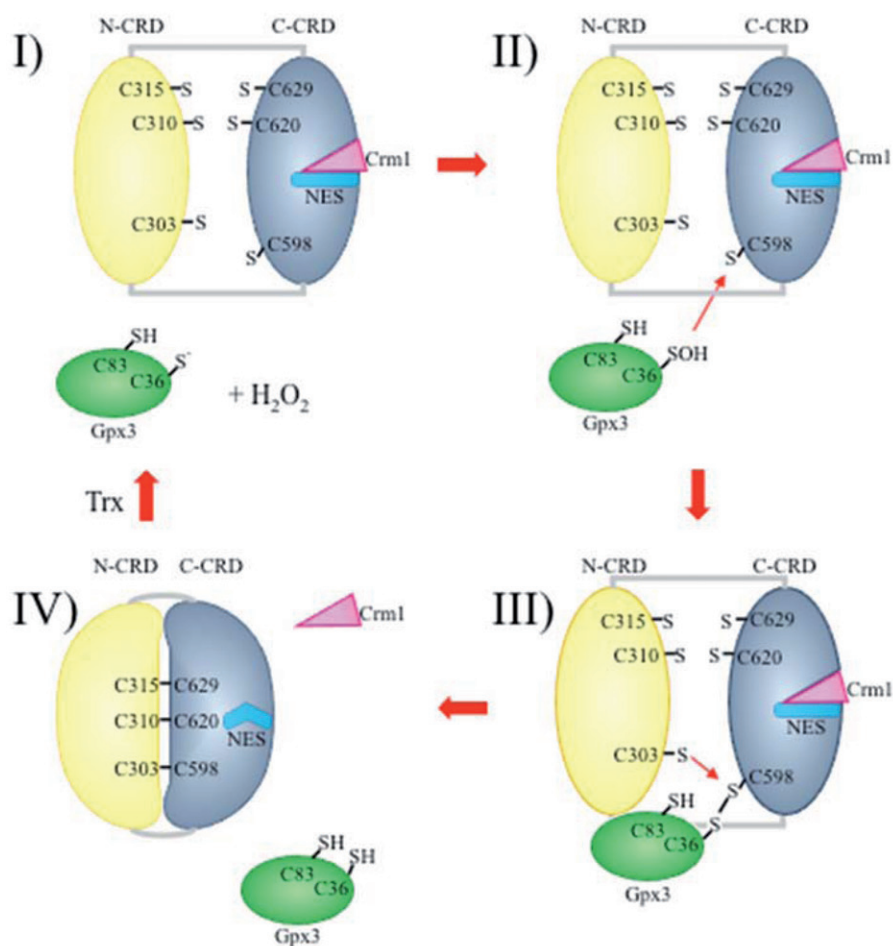 N-CRD C-CRD
I)
C315-S S-C629
C310-S S-C620
Crm1
NES
C303-S
S-C598
SH
C83 S-
C36
Gpx3
+ H2O2
N-CRD C-CRD
II)
C315-S S-C629
C310-S S-C620
Crm1
NES
C303-S
S-C598
SH
C83 SOH
C36
Gpx3
N-CRD C-CRD
III)
C315-S S-C629
C310-S S-C620
Crm1
NES
C303-S
S-C598
SH
C83 S
C36
Gpx3
Trx
N-CRD C-CRD
IV)
Crm1
C315-C629
C310-C620
NES
C303-C598
SH
SH
C83
C36
Gpx3